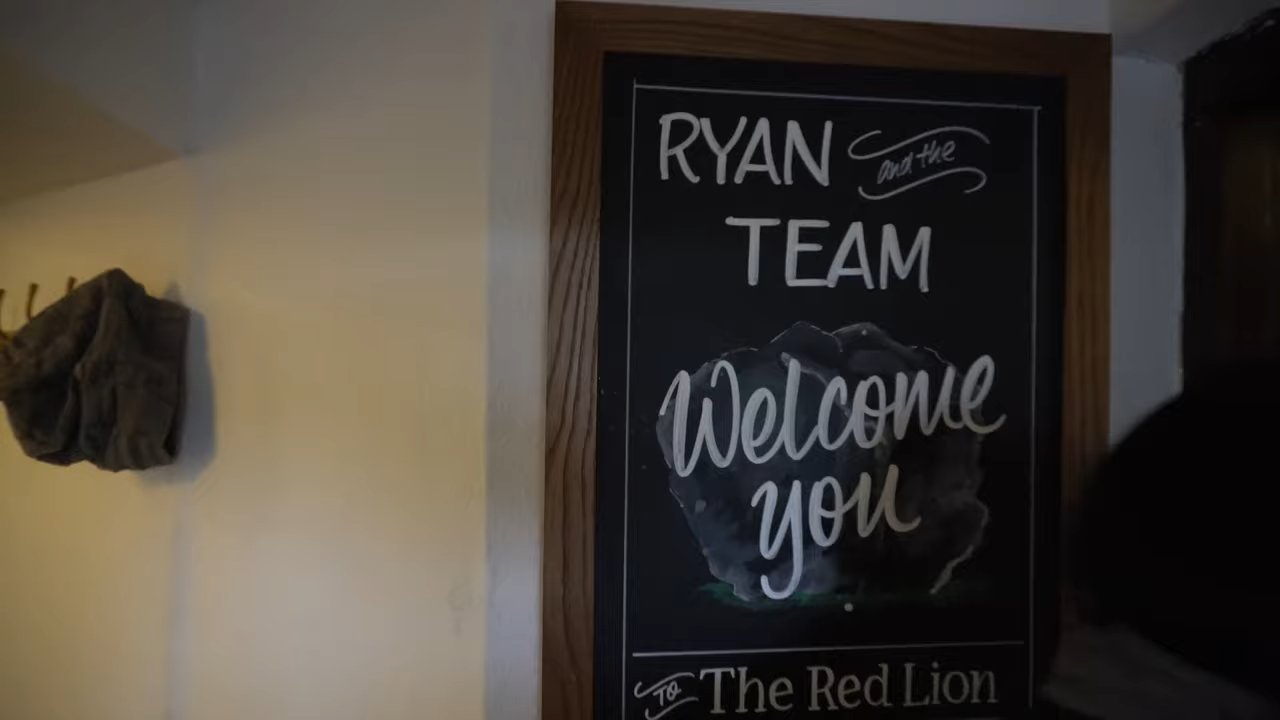 RYAN and the
TEAM
Welcome
you
TO The Red Lion